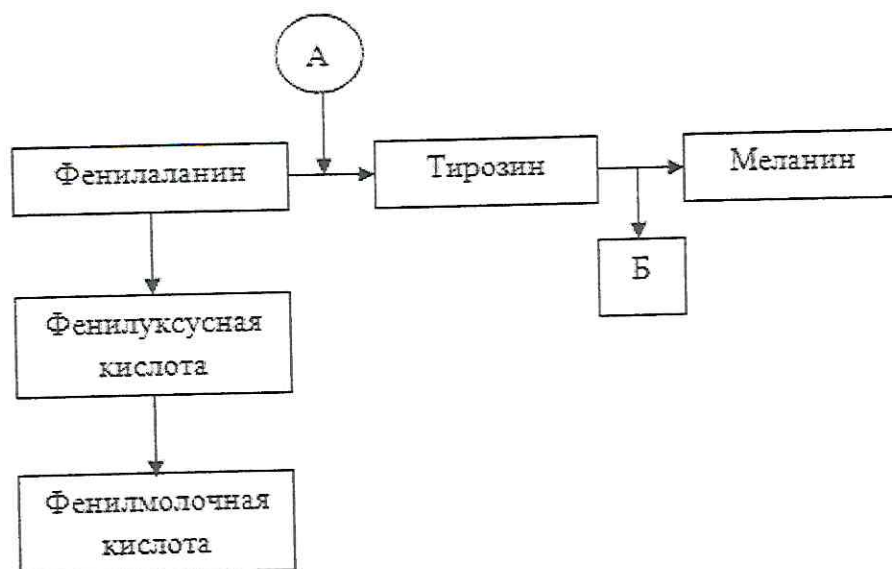 А
Фенилаланин
Тирозин
Меланин
Б
Фенилуксусная
кислота
Фенилмолочная
кислота